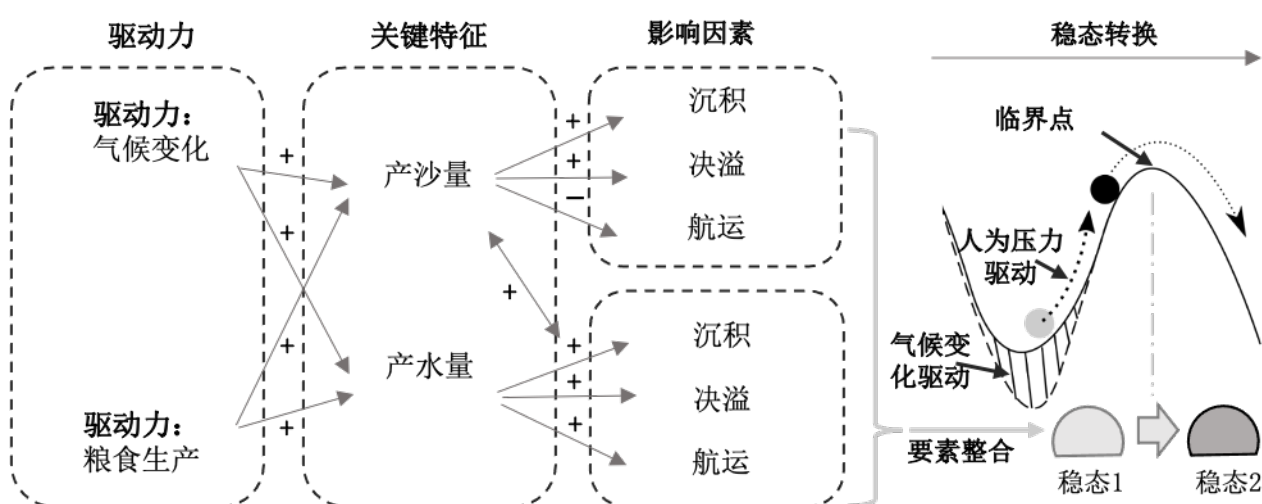 驱动力
关键特征
影响因素
稳态转换
驱动力：
气候变化
驱动力：
粮食生产
+
+
+
+
产沙量
产水量
+
+
+
−
沉积
决溢
航运
+
+
+
沉积
决溢
航运
临界点
人为压力
驱动
气候变
化驱动
要素整合
稳态1
稳态2